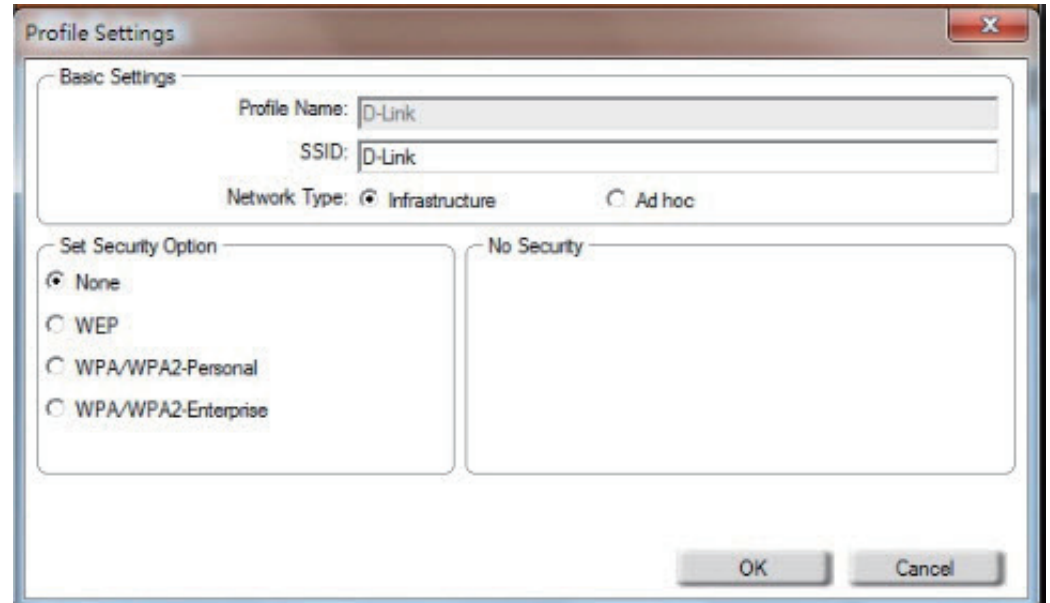 Profile Settings
Basic Settings
Profile Name: D-Link
SSID: D-Link
Network Type: Infrastructure Ad hoc
Set Security Option
None
WEP
WPA/WPA2-Personal
WPA/WPA2-Enterprise
No Security
OK Cancel